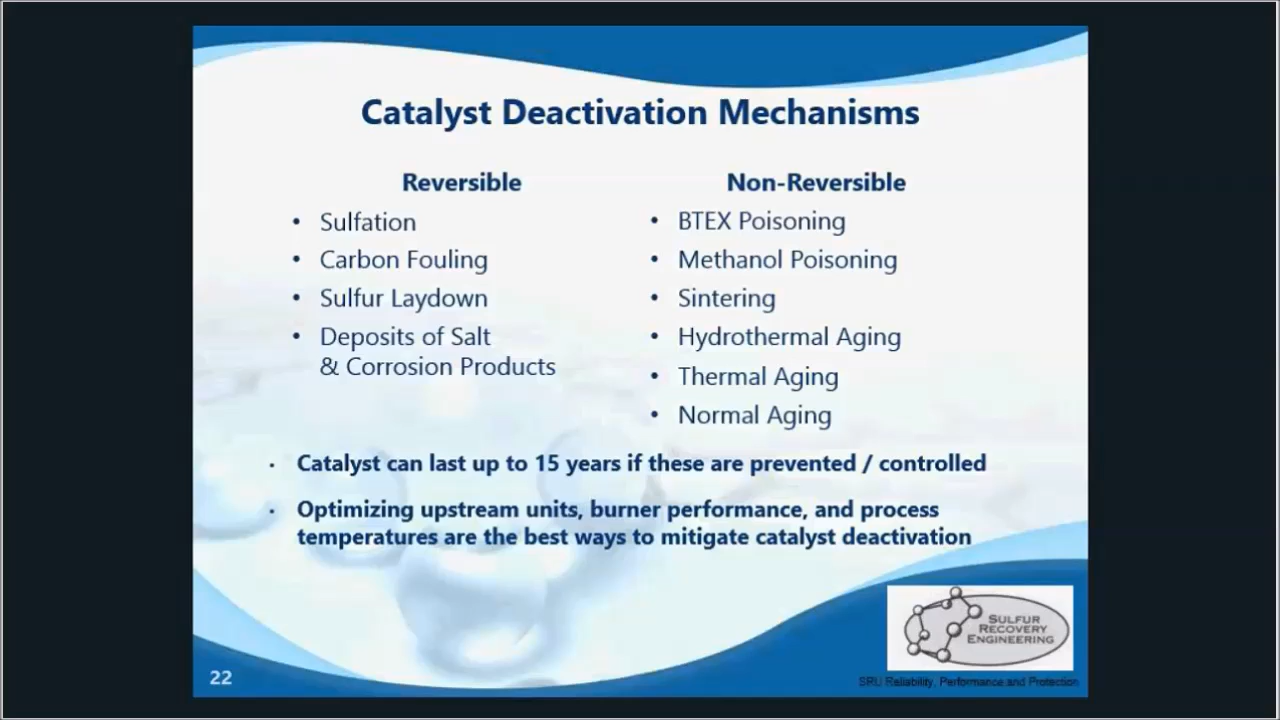 Catalyst Deactivation Mechanisms
Reversible
• Sulfation
• Carbon Fouling
• Sulfur Laydown
• Deposits of Salt
& Corrosion Products
Non-Reversible
• BTEX Poisoning
• Methanol Poisoning
• Sintering
• Hydrothermal Aging
• Thermal Aging
• Normal Aging
• Catalyst can last up to 15 years if these are prevented / controlled
• Optimizing upstream units, burner performance, and process
temperatures are the best ways to mitigate catalyst deactivation
SULFUR
RECOVERY
ENGINEERING
SRU Reliability, Performance and Protection
22